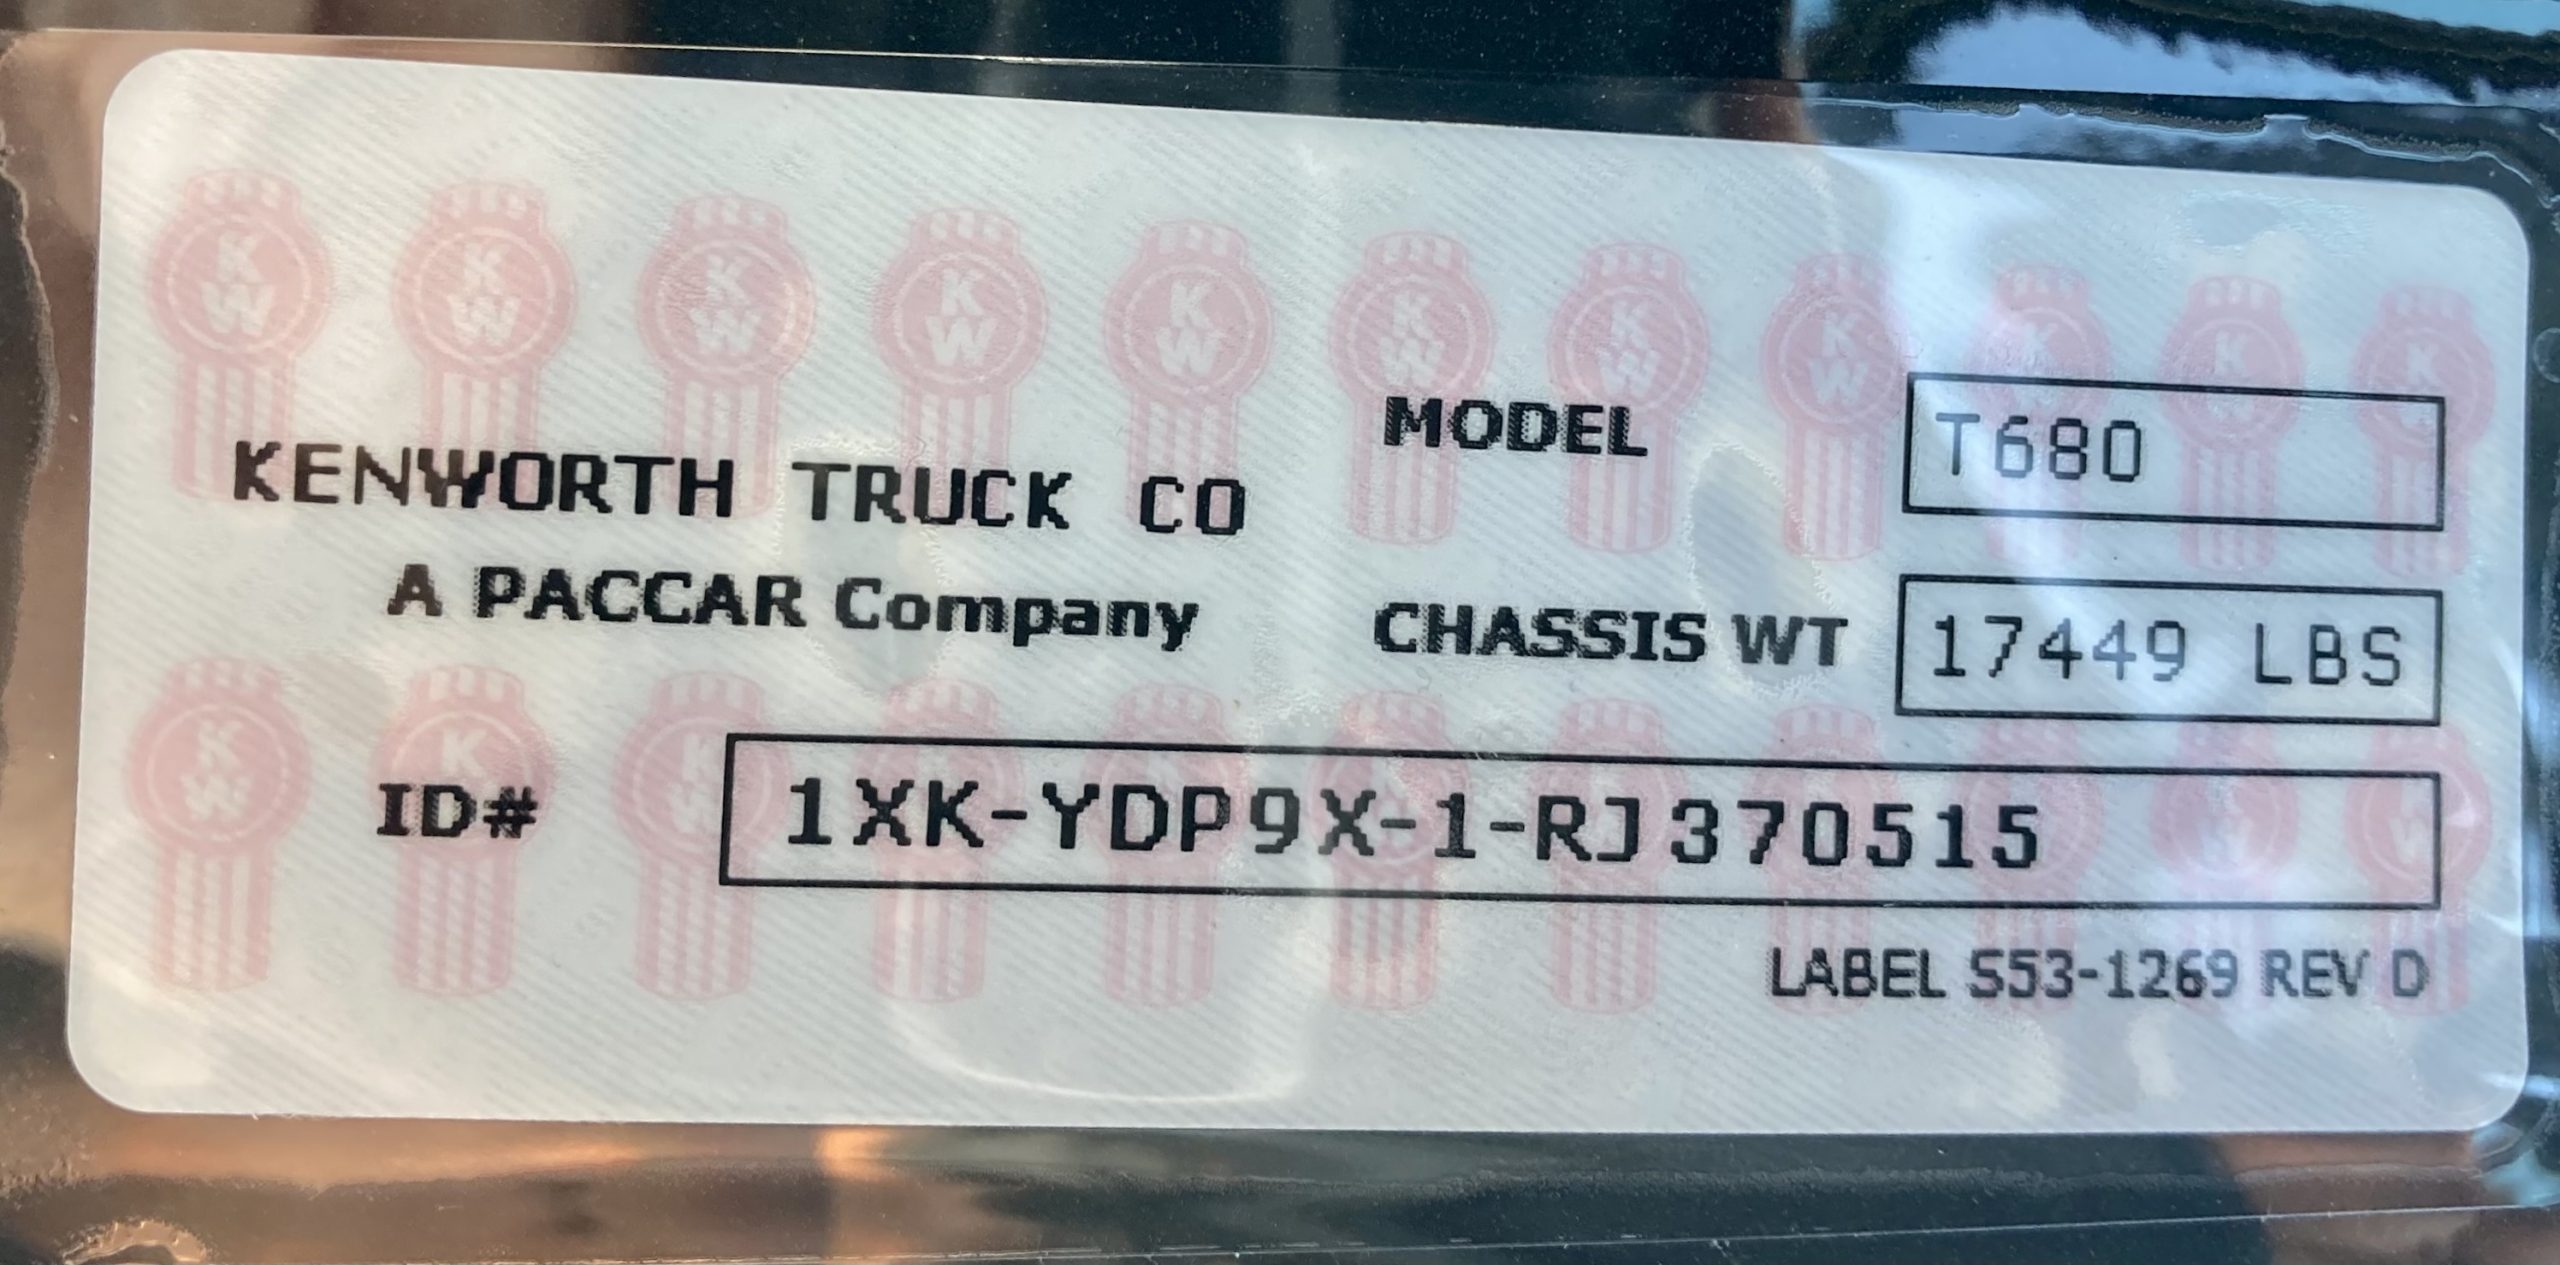 KENWORTH TRUCK CO
A PACCAR Company
MODEL T680
CHASSIS WT 17449 LBS
ID# 1XK-YDP9X-1-RJ370515
LABEL S53-1269 REV D